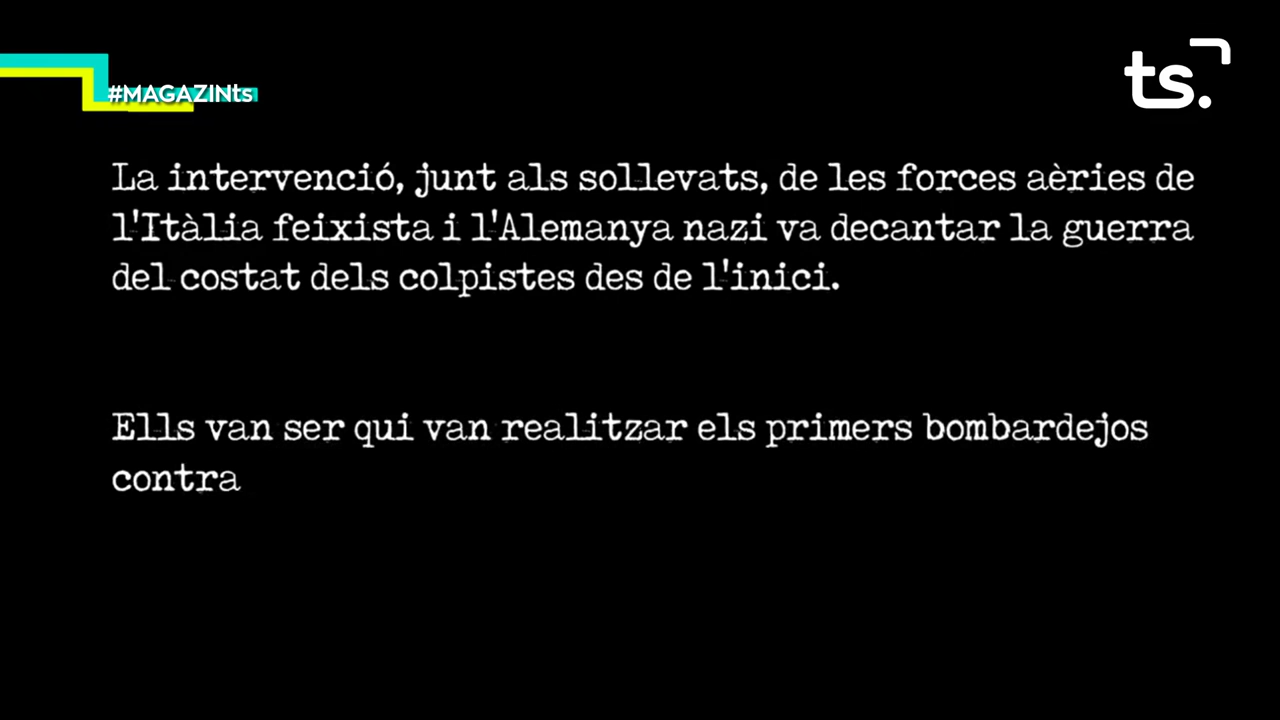 #MAGAZINts
ts.
La intervenció, junt als sollevats, de les forces aèries de
l'Itàlia feixista i l'Alemanya nazi va decantar la guerra
del costat dels colpistes des de l'inici.
Ells van ser qui van realitzar els primers bombardejos
contra